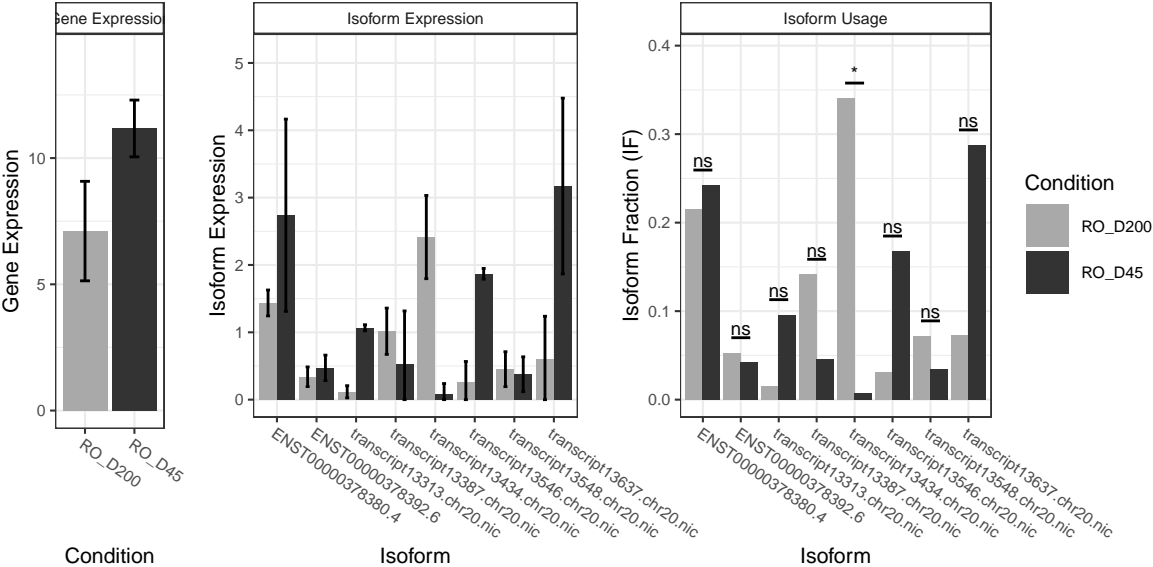 Gene Expression
Isoform Expression
Isoform Usage
Gene Expression
10
5
0
RO_D200
RO_D45
Condition
Isoform Expression
5
4
3
2
1
0
ENST00000378380.4
ENST00000378392.6
transcript13313.chr20.nic
transcript13387.chr20.nic
transcript13434.chr20.nic
transcript13546.chr20.nic
transcript13548.chr20.nic
transcript13637.chr20.nic
Isoform
Isoform Fraction (IF)
0.4
0.3
0.2
0.1
0.0
ns
ns
ns
ns
*
ns
ns
ns
ENST00000378380.4
ENST00000378392.6
transcript13313.chr20.nic
transcript13387.chr20.nic
transcript13434.chr20.nic
transcript13546.chr20.nic
transcript13548.chr20.nic
transcript13637.chr20.nic
Isoform
Condition
RO_D200
RO_D45